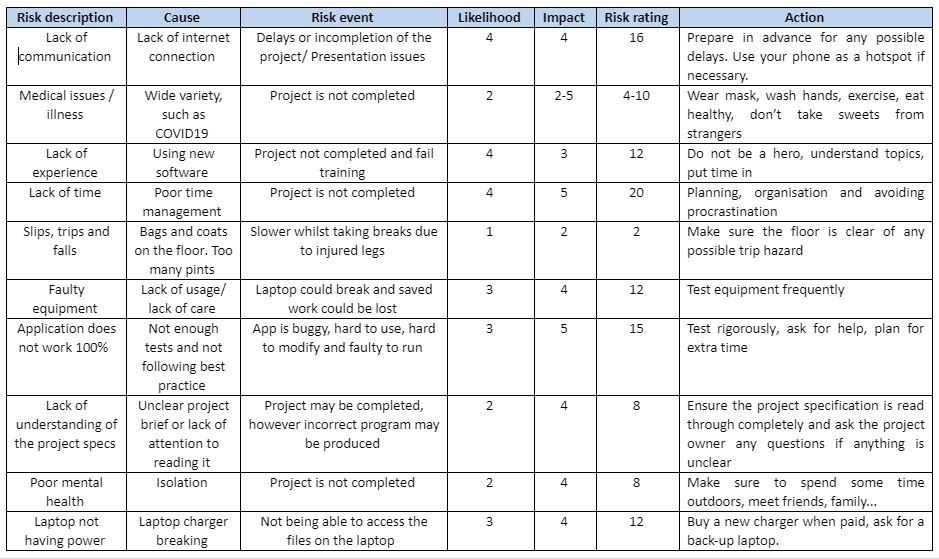 Risk description Cause Risk event Likelihood Impact Risk rating Action
Lack of communication Lack of internet connection Delays or incompletion of the project/ Presentation issues 4 4 16 Prepare in advance for any possible delays. Use your phone as a hotspot if necessary.
Medical issues / illness Wide variety, such as COVID19 Project is not completed 2 2-5 4-10 Wear mask, wash hands, exercise, eat healthy, don’t take sweets from strangers
Lack of experience Using new software Project not completed and fail training 4 3 12 Do not be a hero, understand topics, put time in
Lack of time Poor time management Project is not completed 4 5 20 Planning, organisation and avoiding procrastination
Slips, trips and falls Bags and coats on the floor. Too many pints Slower whilst taking breaks due to injured legs 1 2 2 Make sure the floor is clear of any possible trip hazard
Faulty equipment Lack of usage/ lack of care Laptop could break and saved work could be lost 3 4 12 Test equipment frequently
Application does not work 100% Not enough tests and not following best practice App is buggy, hard to use, hard to modify and faulty to run 3 5 15 Test rigorously, ask for help, plan for extra time
Lack of understanding of the project specs Unclear project brief or lack of attention to reading it Project may be completed, however incorrect program may be produced 2 4 8 Ensure the project specification is read through completely and ask the project owner any questions if anything is unclear
Poor mental health Isolation Project is not completed 2 4 8 Make sure to spend some time outdoors, meet friends, family...
Laptop not having power Laptop charger breaking Not being able to access the files on the laptop 3 4 12 Buy a new charger when paid, ask for a back-up laptop.